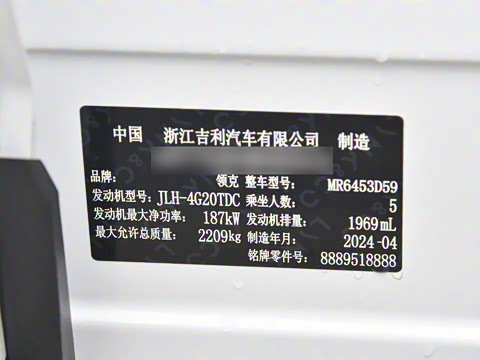 中国 浙江吉利汽车有限公司 制造
品牌: 领克 整车型号: MR6453D59
发动机型号: JLH-4G20TDC 乘坐人数: 5
发动机最大净功率: 187kW 发动机排量: 1969mL
最大允许总质量: 2209kg 制造年月: 2024-04
铭牌零件号: 8889518888